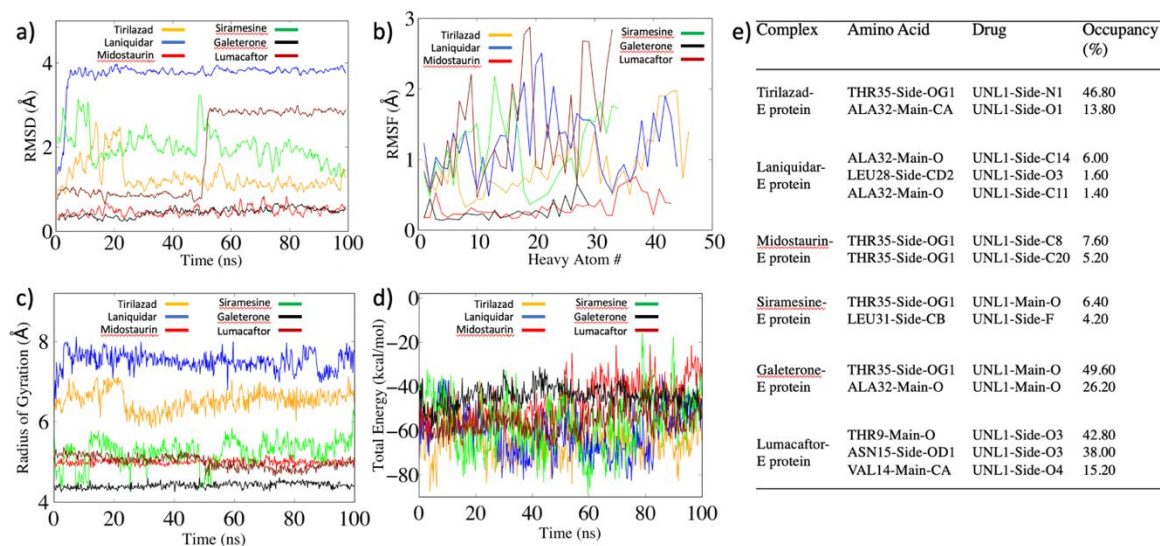 a)
Tirilazad
Laniquidar
Midostaurin
Siramesine
Galeterone
Lumacaftor
RMSD (Å)
4
2
0
0 20 40 60 80 100
Time (ns)
b)
Tirilazad
Laniquidar
Midostaurin
Siramesine
Galeterone
Lumacaftor
RMSF (Å)
3
2
1
0
0 10 20 30 40 50
Heavy Atom #
c)
Tirilazad
Laniquidar
Midostaurin
Siramesine
Galeterone
Lumacaftor
Radius of Gyration (Å)
8
6
4
0 20 40 60 80 100
Time (ns)
d)
Tirilazad
Laniquidar
Midostaurin
Siramesine
Galeterone
Lumacaftor
Total Energy (kcal/mol)
0
−20
−40
−60
−80
0 20 40 60 80 100
Time (ns)
e)
Complex Amino Acid Drug Occupancy
(%)
Tirilazad- THR35-Side-OG1 UNL1-Side-N1 46.80
E protein ALA32-Main-CA UNL1-Side-O1 13.80
ALA32-Main-O UNL1-Side-C14 6.00
Laniquidar- LEU28-Side-CD2 UNL1-Side-O3 1.60
E protein ALA32-Main-O UNL1-Side-C11 1.40
Midostaurin- THR35-Side-OG1 UNL1-Side-C8 7.60
E protein THR35-Side-OG1 UNL1-Side-C20 5.20
Siramesine- THR35-Side-OG1 UNL1-Main-O 6.40
E protein LEU31-Side-CB UNL1-Side-F 4.20
Galeterone- THR35-Side-OG1 UNL1-Main-O 49.60
E protein ALA32-Main-O UNL1-Main-O 26.20
THR9-Main-O UNL1-Side-O3 42.80
Lumacaftor- ASN15-Side-OD1 UNL1-Side-O3 38.00
E protein VAL14-Main-CA UNL1-Side-O4 15.20